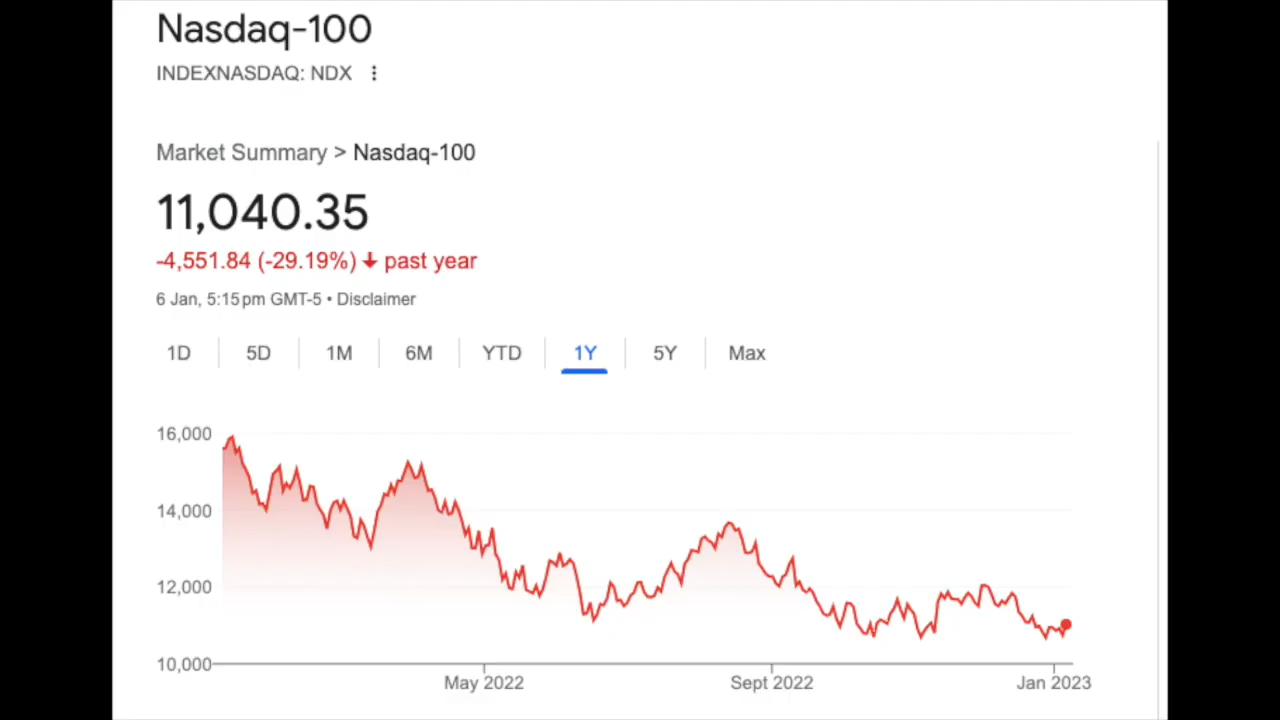 Nasdaq-100
INDEXNASDAQ: NDX
Market Summary > Nasdaq-100
11,040.35
-4,551.84 (-29.19%) ↓ past year
6 Jan, 5:15 pm GMT-5 • Disclaimer
1D 5D 1M 6M YTD 1Y 5Y Max
16,000
14,000
12,000
10,000
May 2022 Sept 2022 Jan 2023